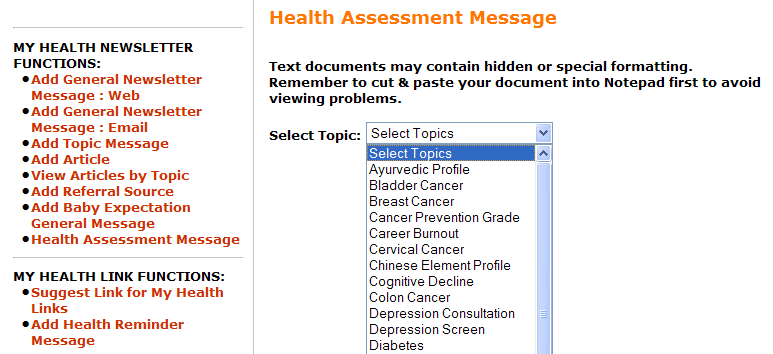 MY HEALTH NEWSLETTER
FUNCTIONS:
•Add General Newsletter
Message : Web
•Add General Newsletter
Message : Email
•Add Topic Message
•Add Article
•View Articles by Topic
•Add Referral Source
•Add Baby Expectation
General Message
•Health Assessment Message
MY HEALTH LINK FUNCTIONS:
•Suggest Link for My Health
Links
•Add Health Reminder
Message
Health Assessment Message
Text documents may contain hidden or special formatting.
Remember to cut & paste your document into Notepad first to avoid
viewing problems.
Select Topic: Select Topics
Select Topics
Ayurvedic Profile
Bladder Cancer
Breast Cancer
Cancer Prevention Grade
Career Burnout
Cervical Cancer
Chinese Element Profile
Cognitive Decline
Colon Cancer
Depression Consultation
Depression Screen
Diabetes